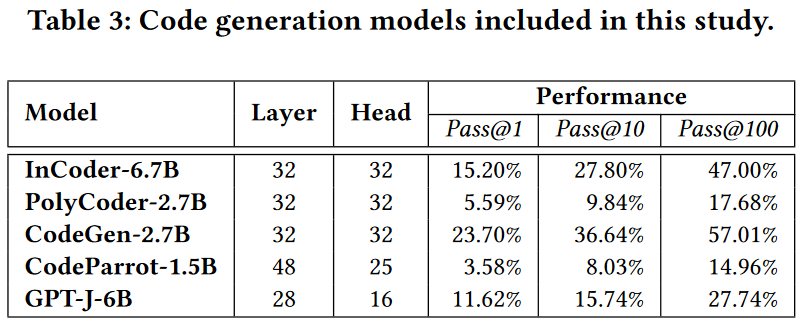 Table 3: Code generation models included in this study.
Model Layer Head Performance
Pass@1 Pass@10 Pass@100
InCoder-6.7B 32 32 15.20% 27.80% 47.00%
PolyCoder-2.7B 32 32 5.59% 9.84% 17.68%
CodeGen-2.7B 32 32 23.70% 36.64% 57.01%
CodeParrot-1.5B 48 25 3.58% 8.03% 14.96%
GPT-J-6B 28 16 11.62% 15.74% 27.74%